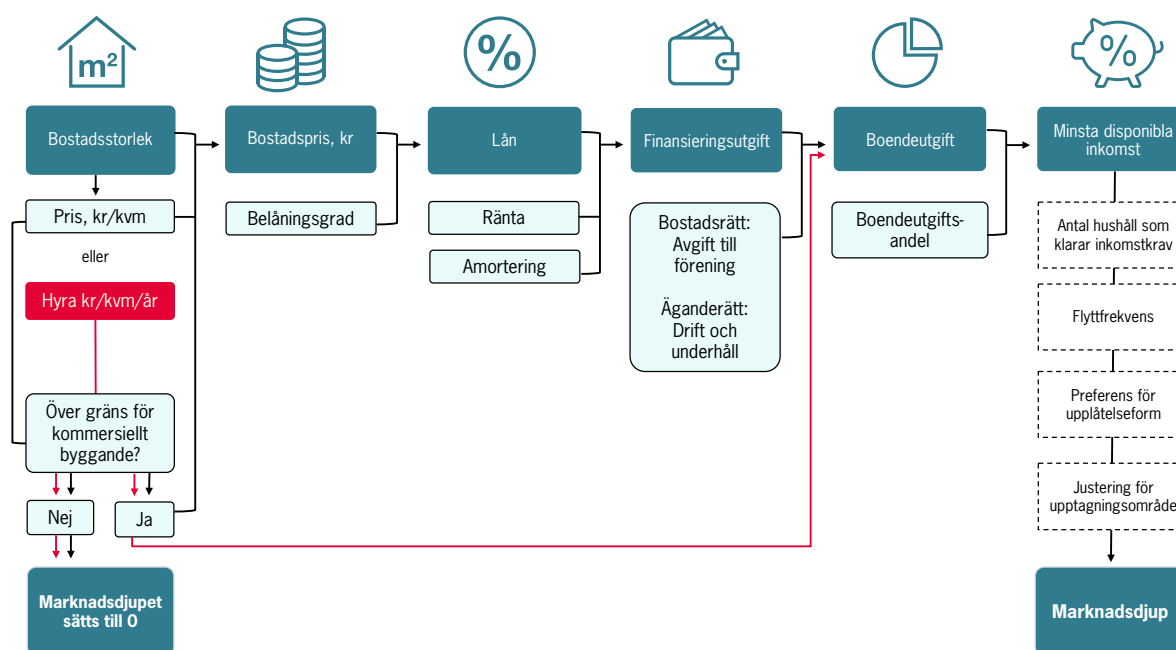 m²
%
%
Bostadsstorlek
Bostadspris, kr
Lån
Finansieringsutgift
Boendeutgift
Minsta disponibla
inkomst
Pris, kr/kvm
eller
Hyra kr/kvm/år
Över gräns för
kommersiellt
byggande?
Nej
Ja
Marknadsdjupet
sätts till 0
Belåningsgrad
Ränta
Amortering
Bostadsrätt:
Avgift till
förening
Äganderätt:
Drift och
underhåll
Boendeutgifts-
andel
Antal hushåll som
klarar inkomstkrav
Flyttfrekvens
Preferens för
upplåtelseform
Justering för
upptagningsområde
Marknadsdjup